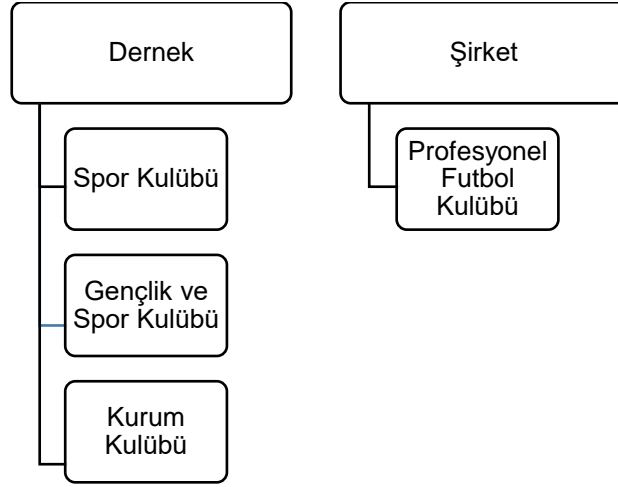 Dernek
Spor Kulübü
Gençlik ve
Spor Kulübü
Kurum
Kulübü
Şirket
Profesyonel
Futbol
Kulübü